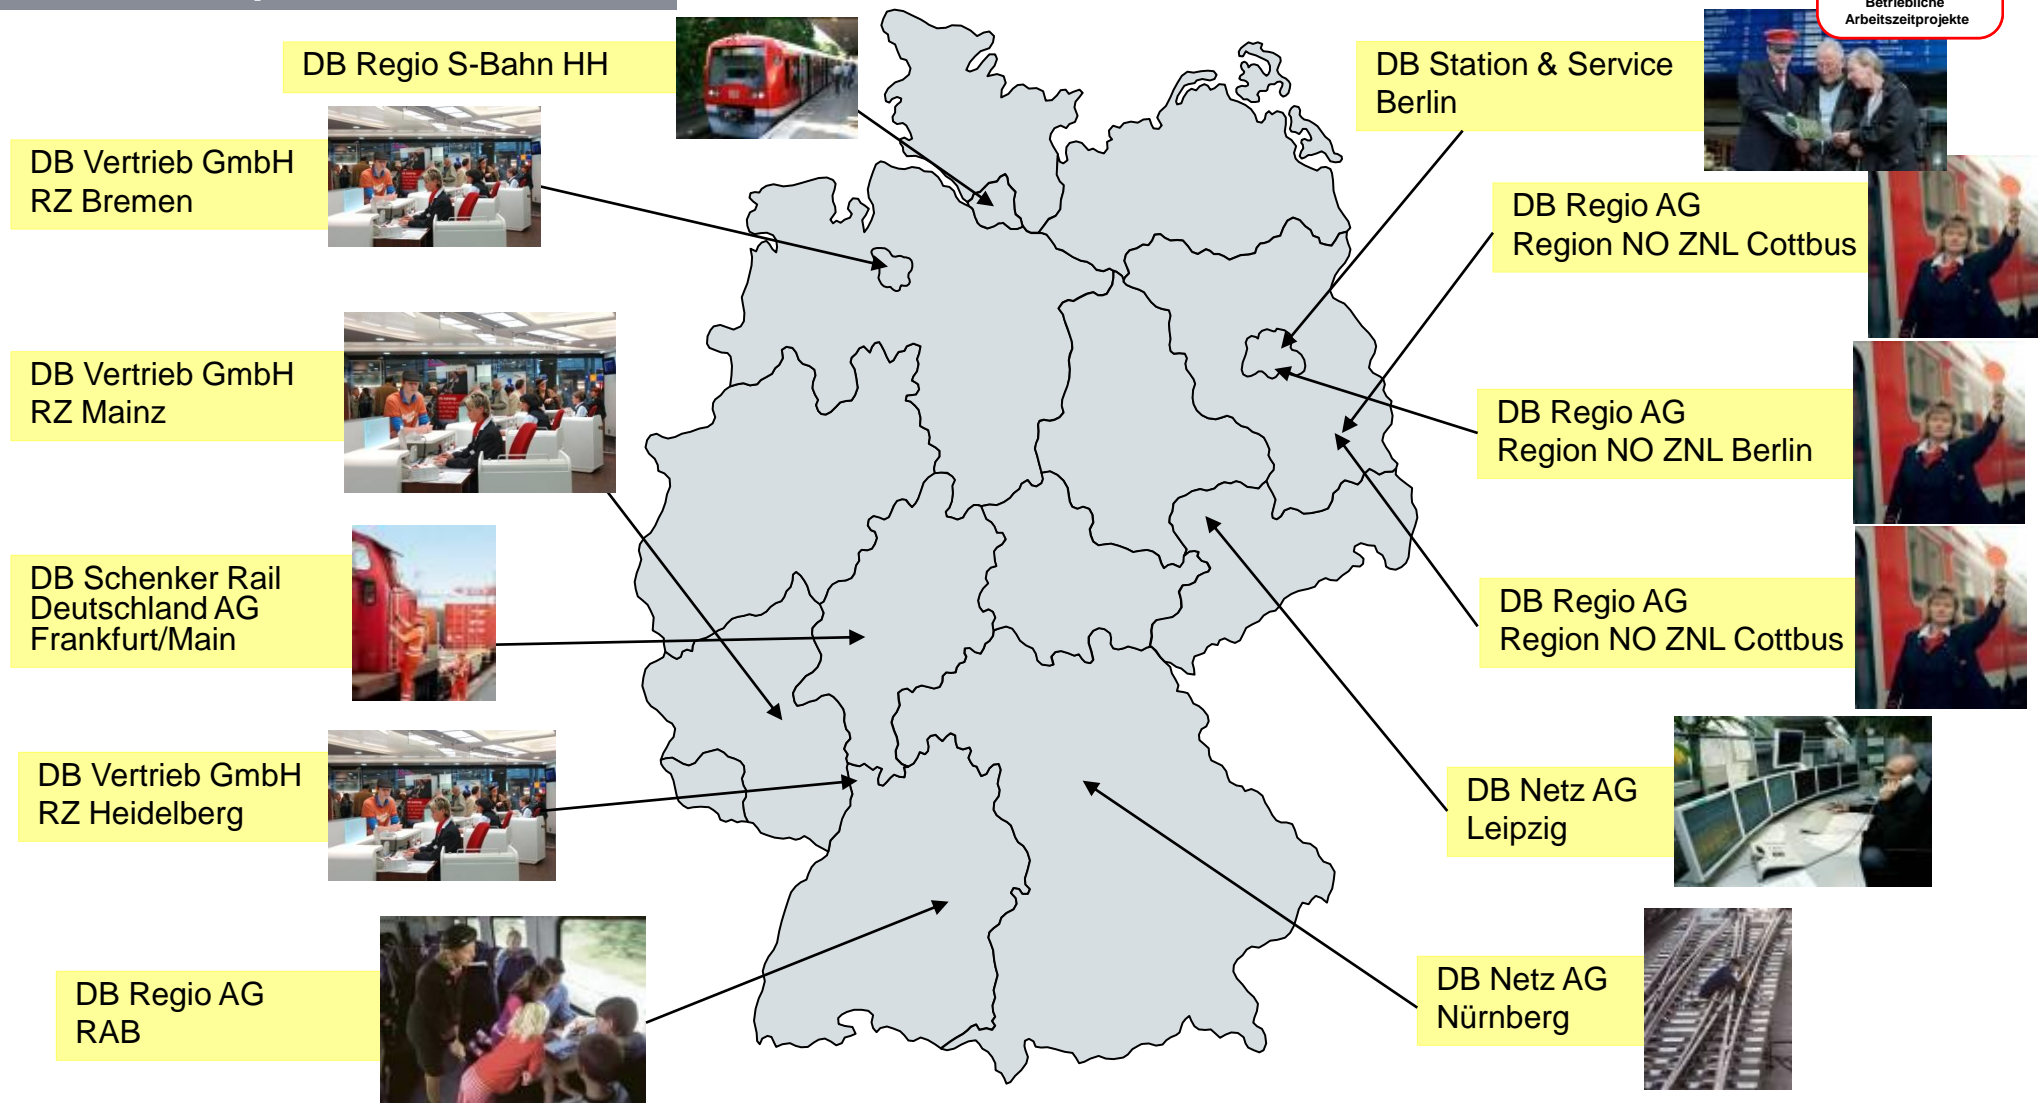 Betriebliche
Arbeitszeitprojekte
DB Regio S-Bahn HH
DB Station & Service
Berlin
DB Vertrieb GmbH
RZ Bremen
DB Regio AG
Region NO ZNL Cottbus
DB Vertrieb GmbH
RZ Mainz
DB Regio AG
Region NO ZNL Berlin
DB Schenker Rail
Deutschland AG
Frankfurt/Main
DB Regio AG
Region NO ZNL Cottbus
DB Vertrieb GmbH
RZ Heidelberg
DB Netz AG
Leipzig
DB Regio AG
RAB
DB Netz AG
Nürnberg